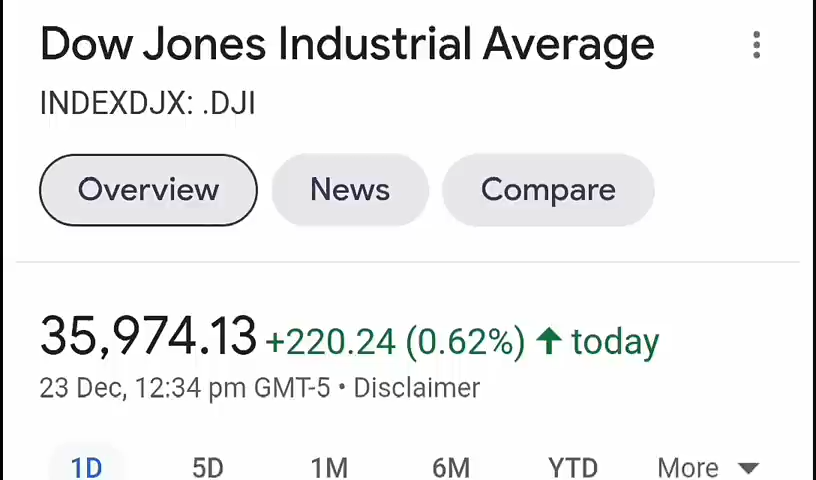 Dow Jones Industrial Average
INDEXDJX: .DJI
Overview News Compare
35,974.13 +220.24 (0.62%) ↑ today
23 Dec, 12:34 pm GMT-5 • Disclaimer
1D 5D 1M 6M YTD More